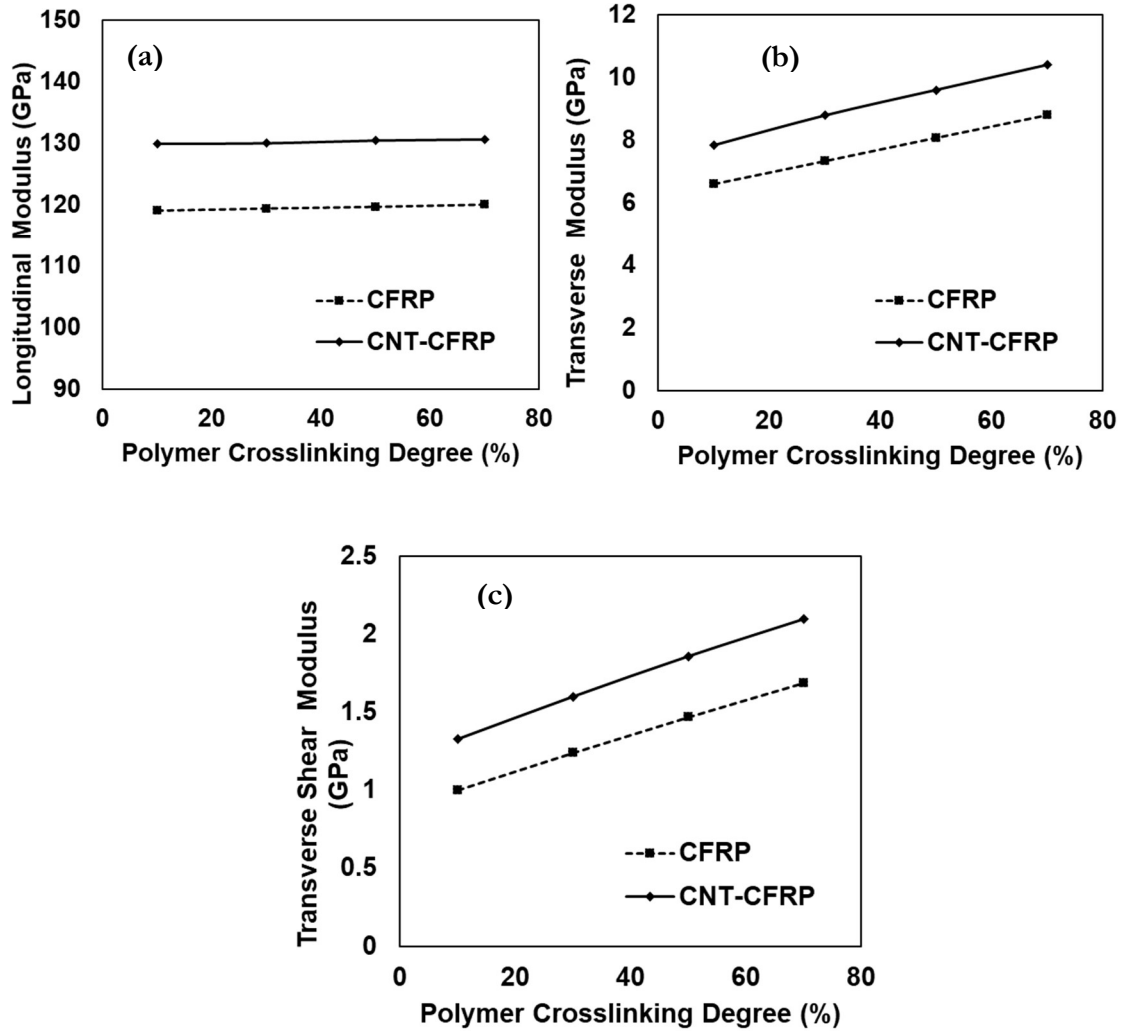 (a)
Longitudinal Modulus (GPa)
150
140
130
120
110
100
90
CFRP
CNT-CFRP
0 20 40 60 80
Polymer Crosslinking Degree (%)
(b)
Transverse Modulus (GPa)
12
10
8
6
4
2
0
CFRP
CNT-CFRP
0 20 40 60 80
Polymer Crosslinking Degree (%)
(c)
Transverse Shear Modulus
(GPa)
2.5
2
1.5
1
0.5
0
CFRP
CNT-CFRP
0 20 40 60 80
Polymer Crosslinking Degree (%)